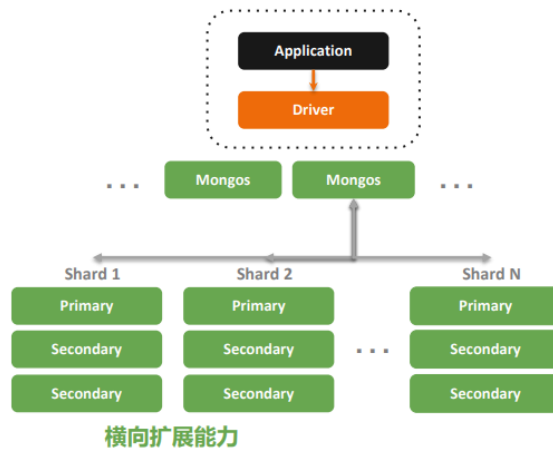 Application
Driver
... Mongos Mongos ...
Shard 1 Shard 2 Shard N
Primary Primary Primary
Secondary Secondary ... Secondary
Secondary Secondary Secondary
横向扩展能力